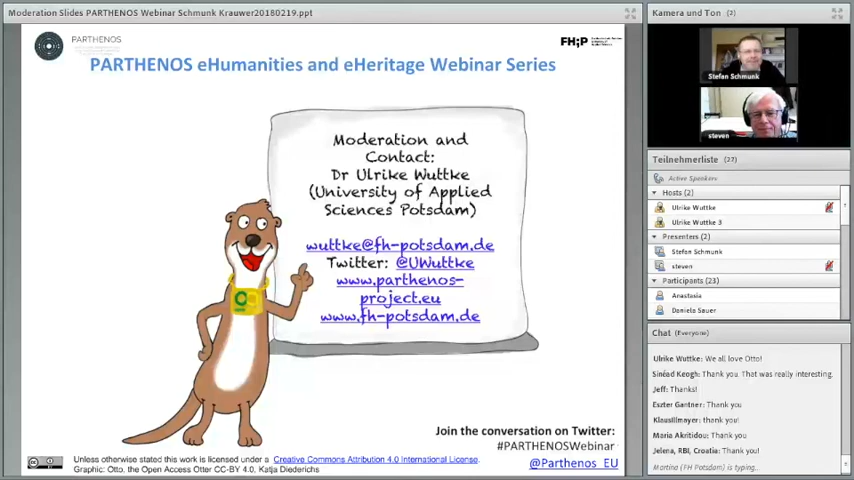 Moderation Slides PARTHENOS Webinar Schmunk Krauwer20180219.ppt
PARTHENOS
FH;P
PARTHENOS eHumanities and eHeritage Webinar Series
Moderation and
Contact:
Dr Ulrike Wuttke
(University of Applied
Sciences Potsdam)
wuttke@fh-potsdam.de
Twitter: @UWuttke
www.parthenos-
project.eu
www.fh-potsdam.de
Join the conversation on Twitter:
#PARTHENOSWebinar
@Parthenos_EU
Unless otherwise stated this work is licensed under a Creative Commons Attribution 4.0 International License.
Graphic: Otto, the Open Access Otter CC-BY 4.0, Katja Diederichs
Kamera und Ton (2)
Stefan Schmunk
steven
Teilnehmerliste (27)
Active Speakers
Hosts (2)
Ulrike Wuttke
Ulrike Wuttke 3
Presenters (2)
Stefan Schmunk
steven
Participants (23)
Anastasia
Daniela Sauer
Chat (Everyone)
Ulrike Wuttke: We all love Otto!
Sinéad Keogh: Thank you. That was really interesting.
Jeff: Thanks!
Eszter Gantner: Thank you
Klausillmayer: thank you!
Maria Akritidou: Thank you
Jelena, RBI, Croatia: Thank you!
Martina (FH Potsdam) is typing...